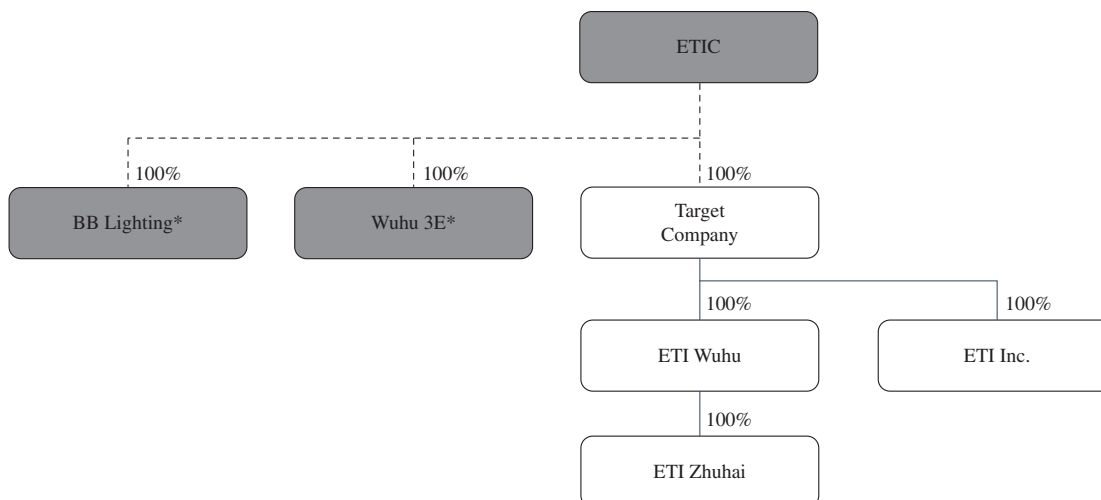 ETIC
100%
100%
100%
BB Lighting*
Wuhu 3E*
Target
Company
100%
100%
ETI Wuhu
ETI Inc.
100%
ETI Zhuhai